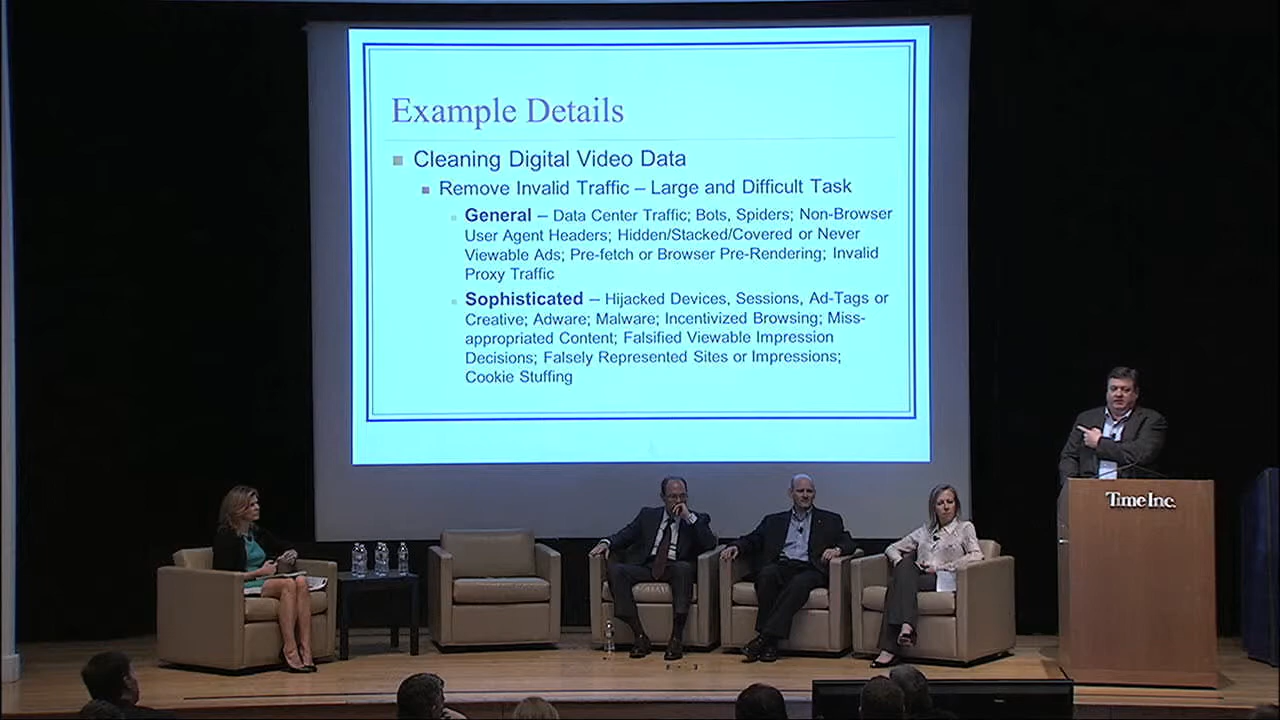 Example Details
Cleaning Digital Video Data
Remove Invalid Traffic – Large and Difficult Task
General – Data Center Traffic; Bots, Spiders; Non-Browser
User Agent Headers; Hidden/Stacked/Covered or Never
Viewable Ads; Pre-fetch or Browser Pre-Rendering; Invalid
Proxy Traffic
Sophisticated – Hijacked Devices, Sessions, Ad-Tags or
Creative; Adware; Malware; Incentivized Browsing; Miss-
appropriated Content; Falsified Viewable Impression
Decisions; Falsely Represented Sites or Impressions;
Cookie Stuffing
Time Inc.